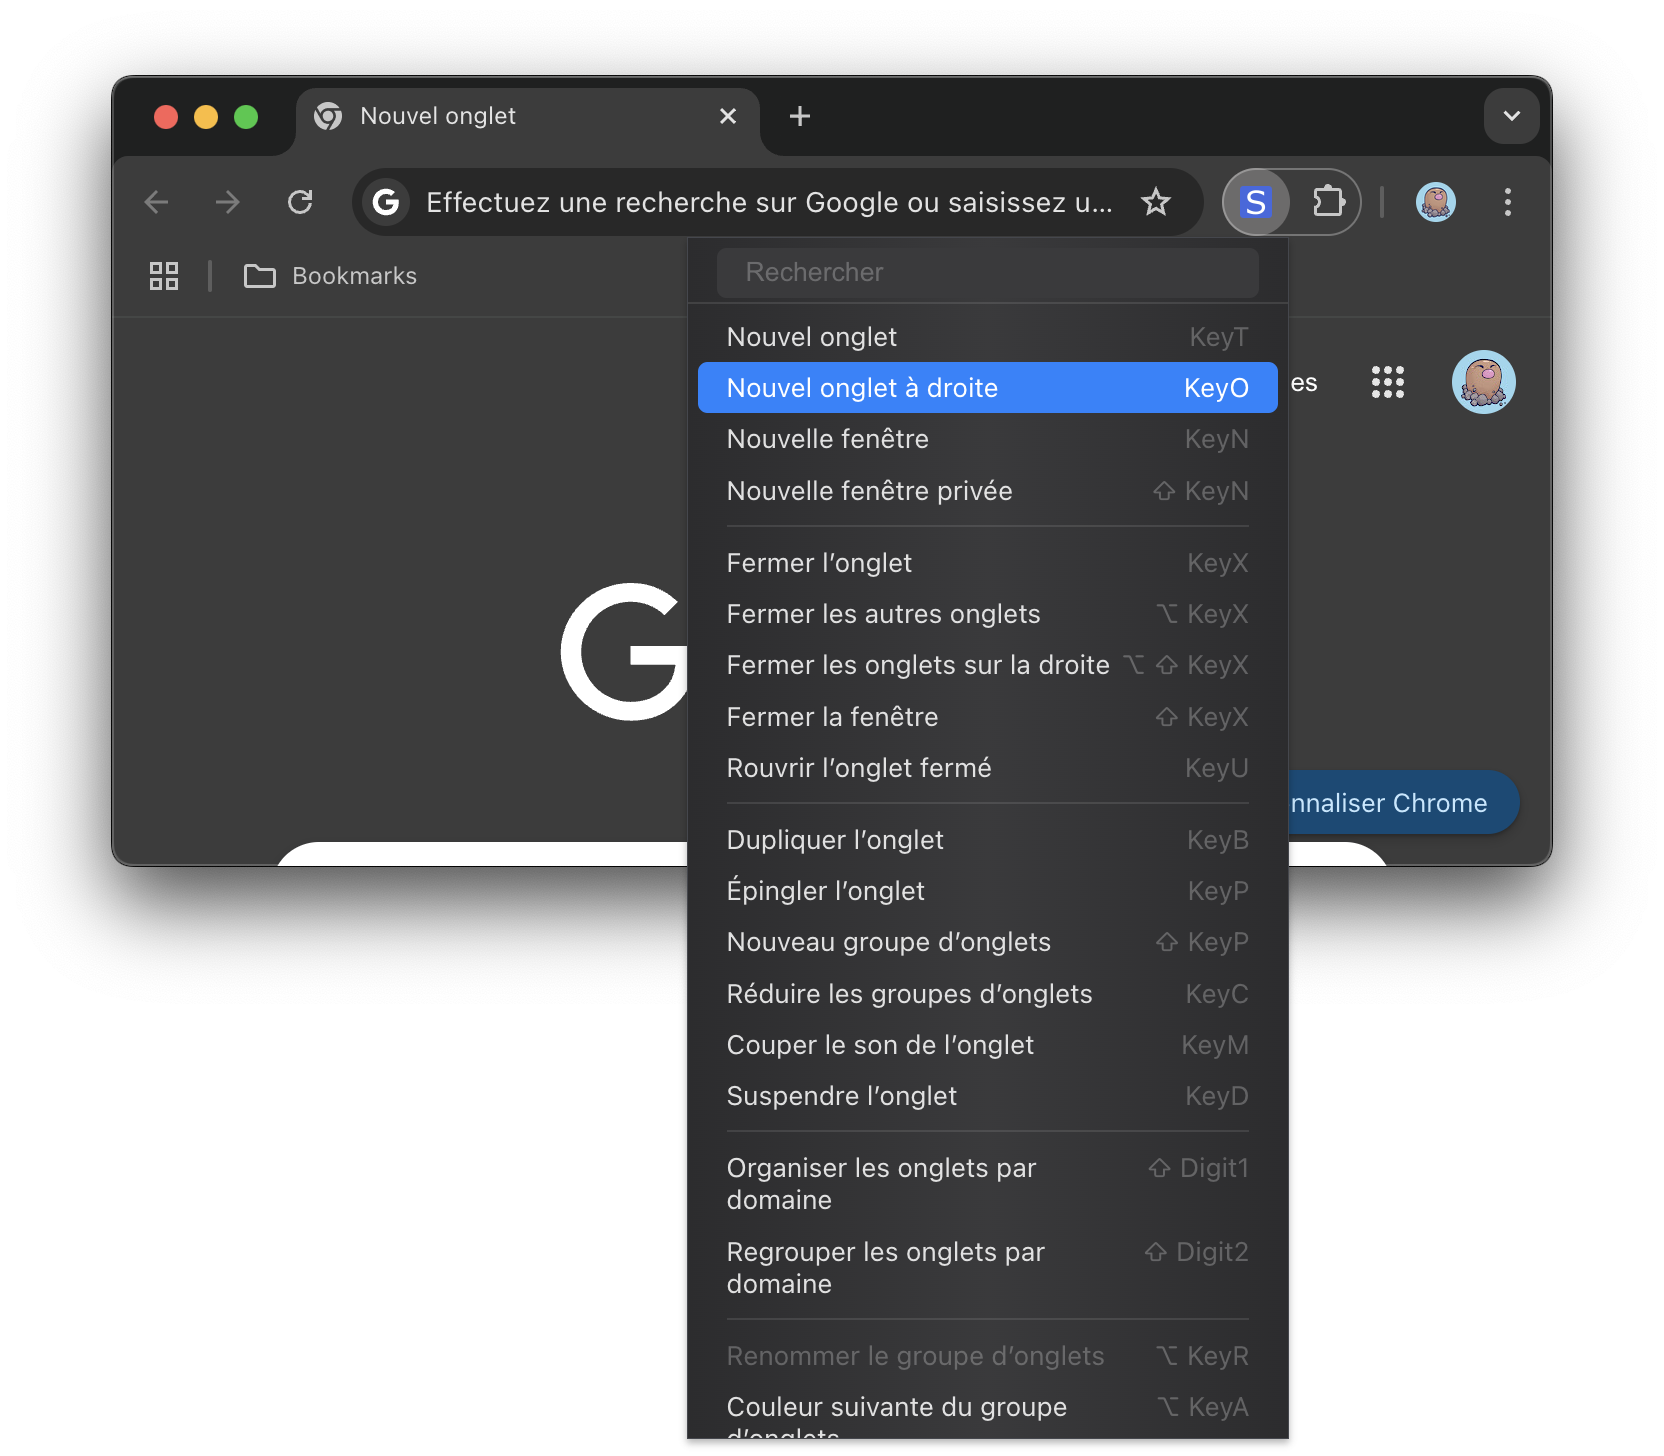 Nouvel onglet
G Effectuez une recherche sur Google ou saisissez u...
S
Bookmarks
Rechercher
Nouvel onglet KeyT
Nouvel onglet à droite KeyO
es
Nouvelle fenêtre KeyN
Nouvelle fenêtre privée ⇧ KeyN
Fermer l’onglet KeyX
Fermer les autres onglets ⌥ KeyX
G
Fermer les onglets sur la droite ⌥ ⇧ KeyX
Fermer la fenêtre ⇧ KeyX
Rouvrir l’onglet fermé KeyU
nnaliser Chrome
Dupliquer l’onglet KeyB
Épingler l’onglet KeyP
Nouveau groupe d’onglets ⇧ KeyP
Réduire les groupes d’onglets KeyC
Couper le son de l’onglet KeyM
Suspendre l’onglet KeyD
Organiser les onglets par ⇧ Digit1
domaine
Regrouper les onglets par ⇧ Digit2
domaine
Renommer le groupe d’onglets ⌥ KeyR
Couleur suivante du groupe ⌥ KeyA
d’onglets